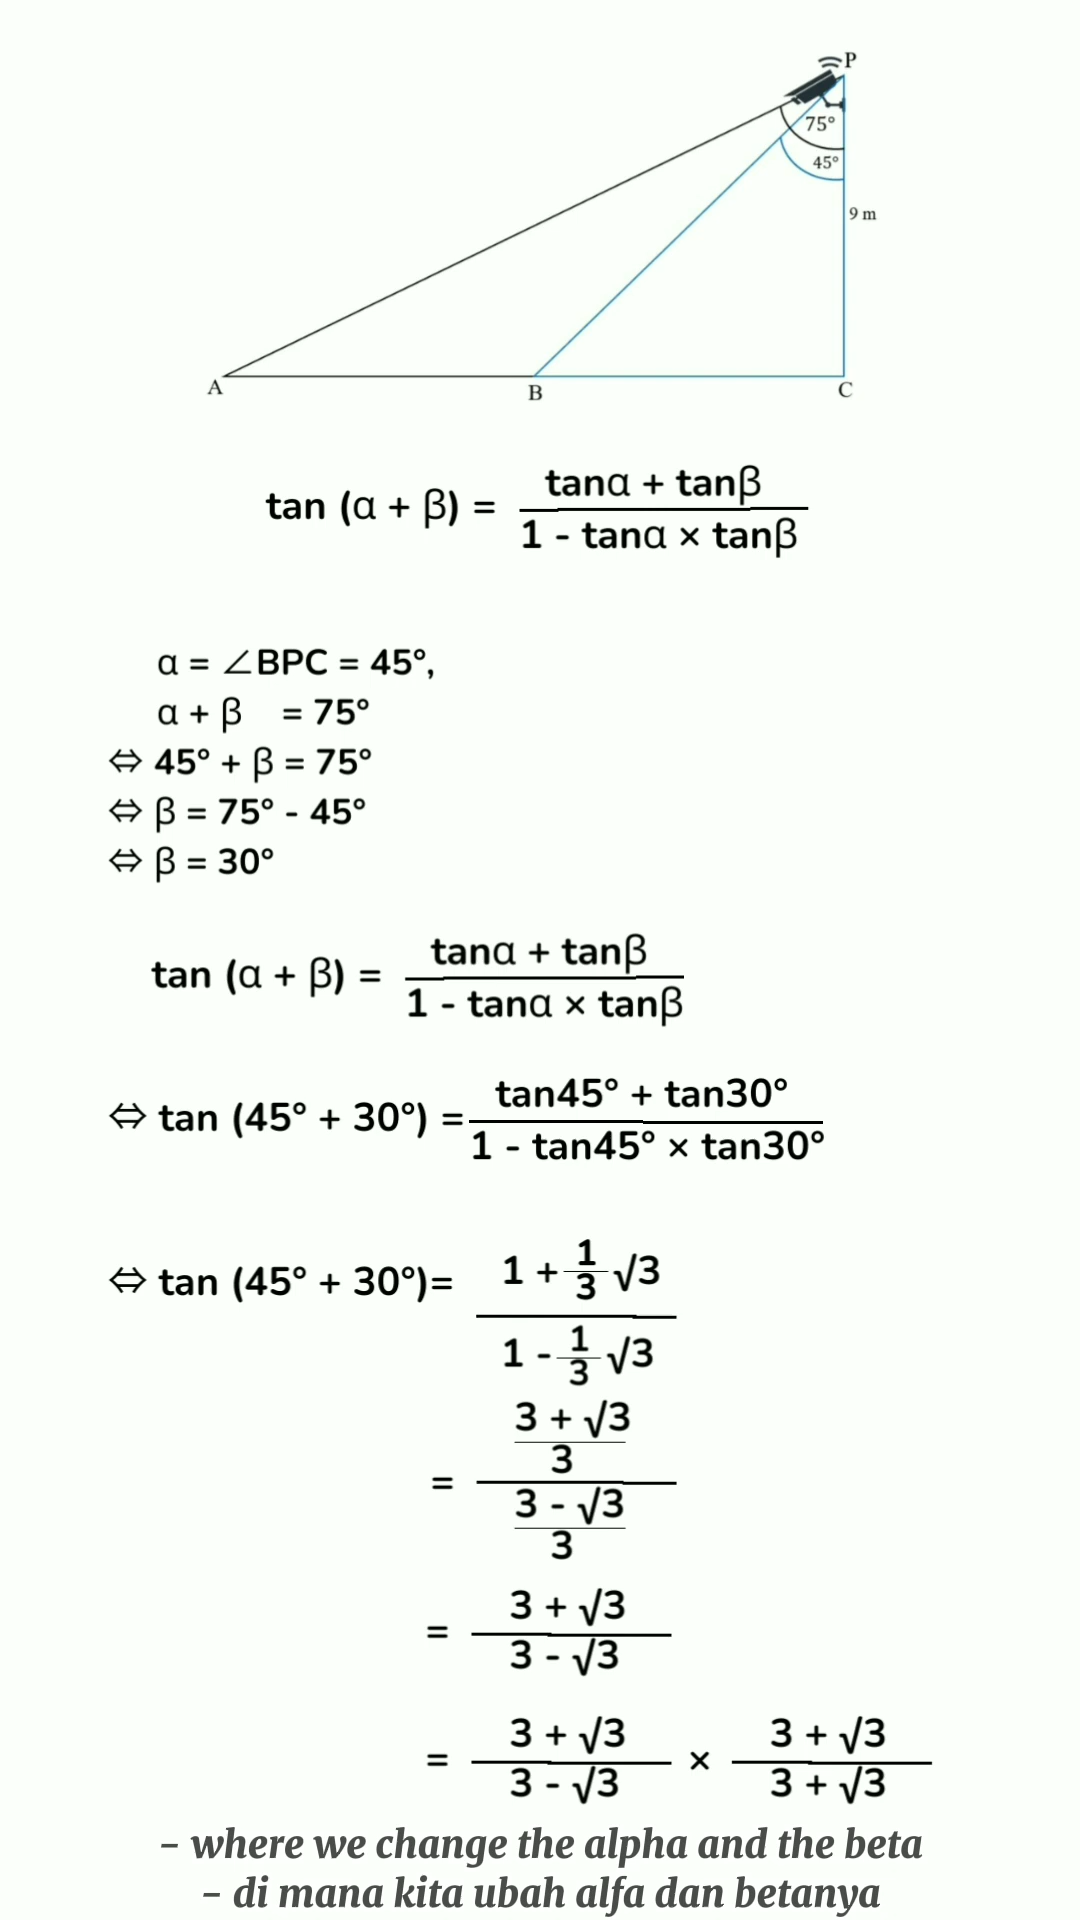 P
75°
45°
9 m
A
B
C
tan (α + β) = tanα + tanβ
1 - tanα × tanβ
α = ∠BPC = 45°,
α + β = 75°
⇔ 45° + β = 75°
⇔ β = 75° - 45°
⇔ β = 30°
tan (α + β) = tanα + tanβ
1 - tanα × tanβ
⇔ tan (45° + 30°) = tan45° + tan30°
1 - tan45° × tan30°
⇔ tan (45° + 30°)= 1 + 1/3 √3
1 - 1/3 √3
= 3 + √3
3
3 - √3
3
= 3 + √3
3 - √3
= 3 + √3 × 3 + √3
3 - √3 3 + √3
- where we change the alpha and the beta
- di mana kita ubah alfa dan betanya